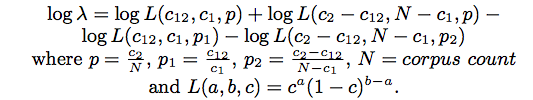 log λ = log L(c₁₂, c₁, p) + log L(c₂ − c₁₂, N − c₁, p) −
log L(c₁₂, c₁, p₁) − log L(c₂ − c₁₂, N − c₁, p₂)
where p = c₂/N, p₁ = c₁₂/c₁, p₂ = (c₂−c₁₂)/(N−c₁), N = corpus count
and L(a, b, c) = cᵃ(1 − c)ᵇ⁻ᵃ.